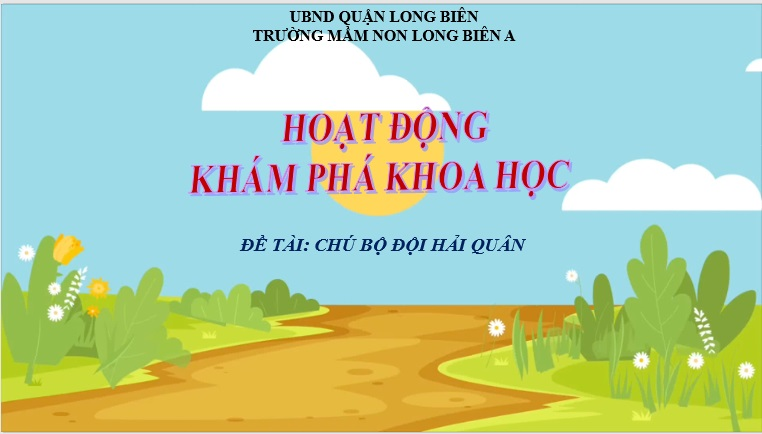 UBND QUẬN LONG BIÊN
TRƯỜNG MẦM NON LONG BIÊN A
HOẠT ĐỘNG
KHÁM PHÁ KHOA HỌC
ĐỀ TÀI: CHÚ BỘ ĐỘI HẢI QUÂN